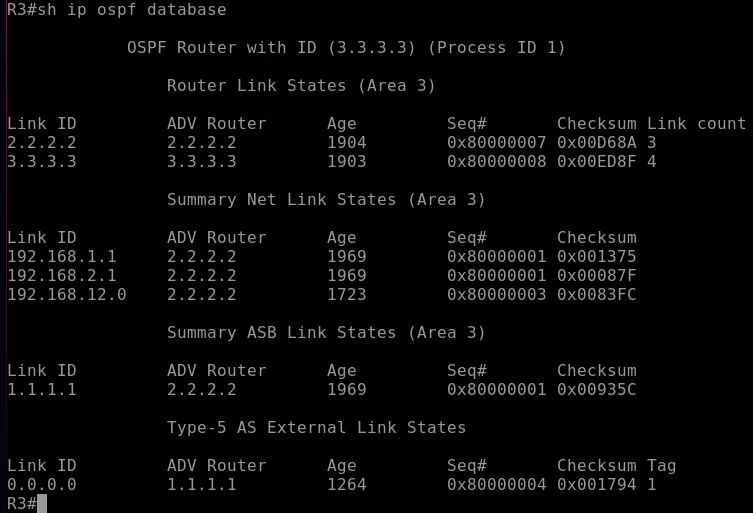 R3#sh ip ospf database
OSPF Router with ID (3.3.3.3) (Process ID 1)
Router Link States (Area 3)
Link ID ADV Router Age Seq# Checksum Link count
2.2.2.2 2.2.2.2 1904 0x80000007 0x00D68A 3
3.3.3.3 3.3.3.3 1903 0x80000008 0x00ED8F 4
Summary Net Link States (Area 3)
Link ID ADV Router Age Seq# Checksum
192.168.1.1 2.2.2.2 1969 0x80000001 0x001375
192.168.2.1 2.2.2.2 1969 0x80000001 0x00087F
192.168.12.0 2.2.2.2 1723 0x80000003 0x0083FC
Summary ASB Link States (Area 3)
Link ID ADV Router Age Seq# Checksum
1.1.1.1 2.2.2.2 1969 0x80000001 0x00935C
Type-5 AS External Link States
Link ID ADV Router Age Seq# Checksum Tag
0.0.0.0 1.1.1.1 1264 0x80000004 0x001794 1
R3#